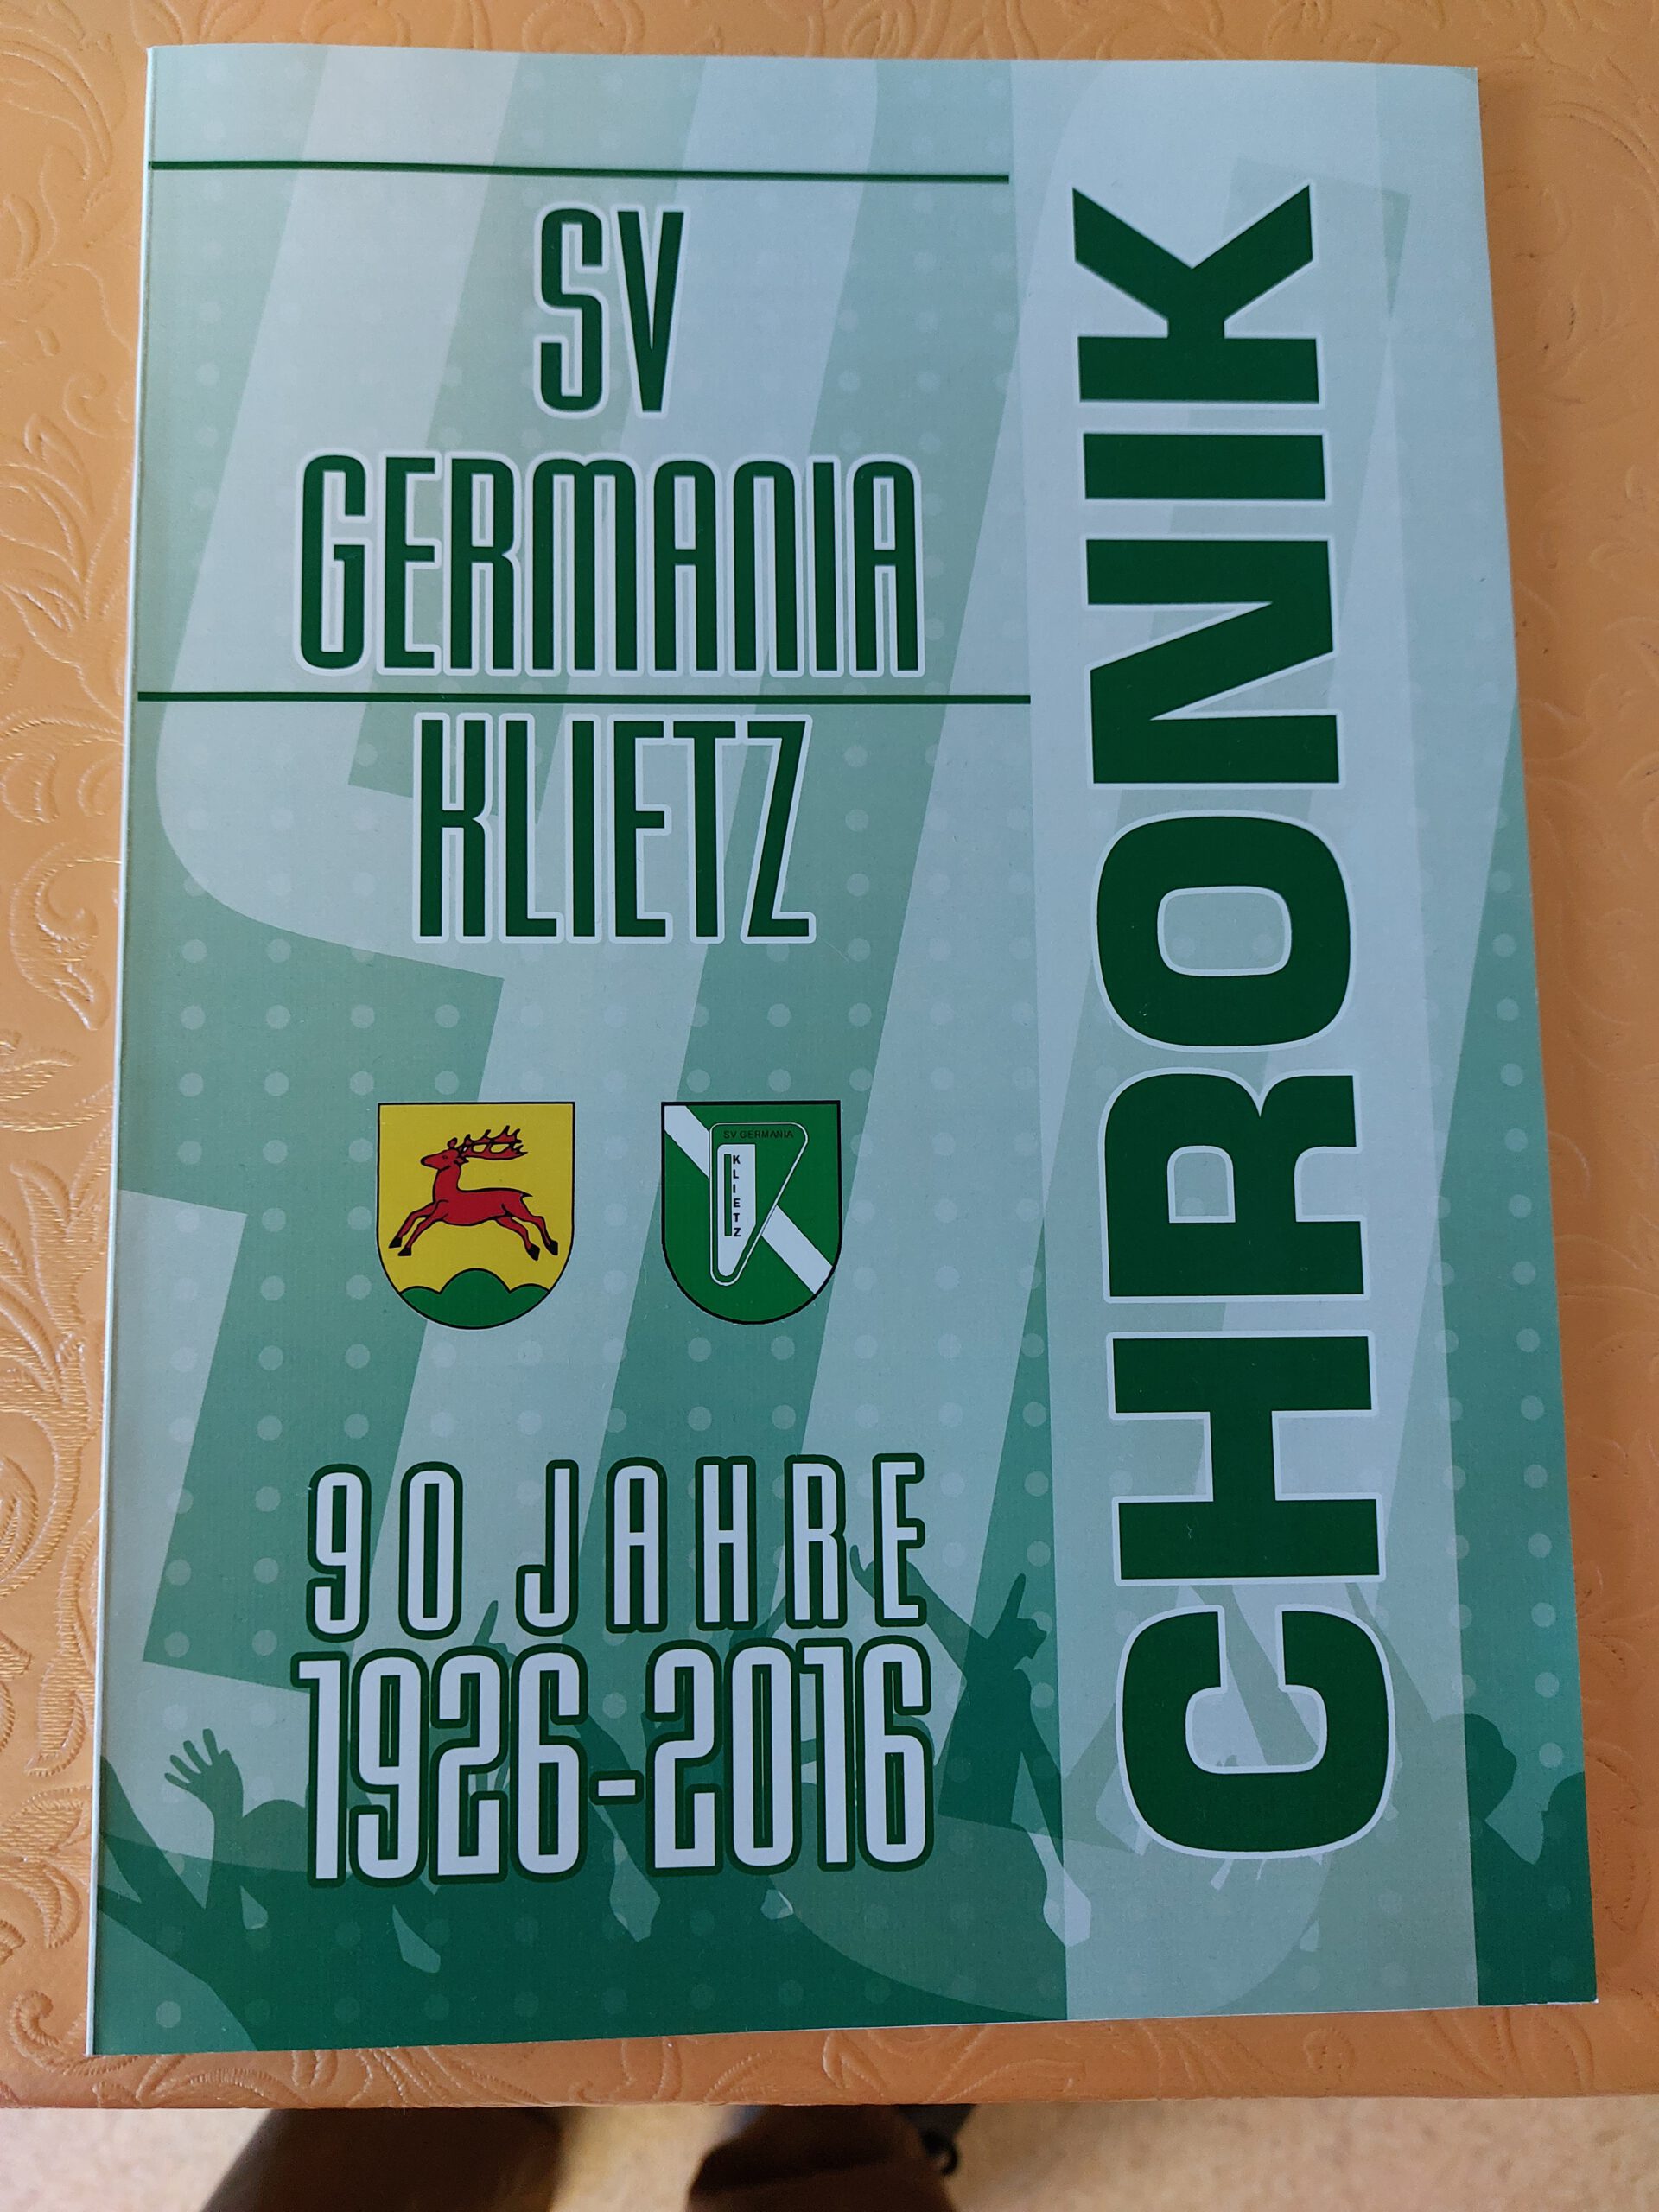 SV
GERMANIA
KLIETZ
SV GERMANIA
KLIETZ
90 JAHRE
1926-2016
CHRONIK